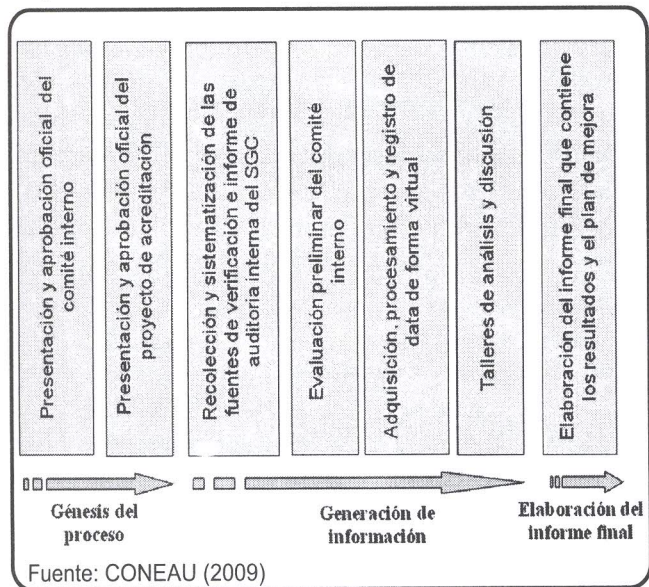 Presentación y aprobación oficial del
comité interno
Presentación y aprobación oficial del
proyecto de acreditación
Recolección y sistematización de las
fuentes de verificación e informe de
auditoria interna del SGC
Evaluación preliminar del comité
interno
Adquisición, procesamiento y registro de
data de forma virtual
Talleres de análisis y discusión
Elaboración del informe final que contiene
los resultados y el plan de mejora
Génesis del
proceso
Generación de
información
Elaboración del
informe final
Fuente: CONEAU (2009)